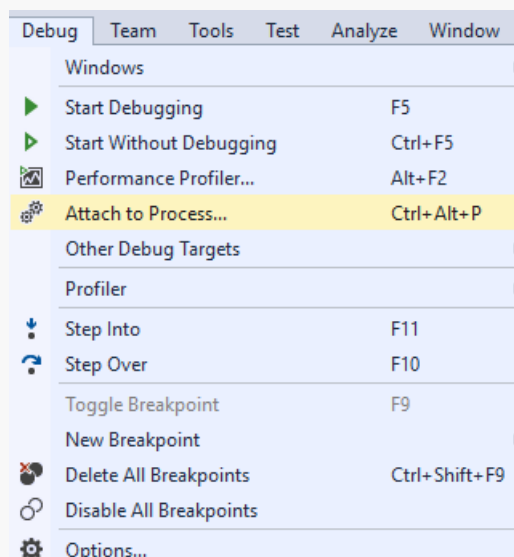 Debug Team Tools Test Analyze Window
Windows
Start Debugging F5
Start Without Debugging Ctrl+F5
Performance Profiler... Alt+F2
Attach to Process... Ctrl+Alt+P
Other Debug Targets
Profiler
Step Into F11
Step Over F10
Toggle Breakpoint F9
New Breakpoint
Delete All Breakpoints Ctrl+Shift+F9
Disable All Breakpoints
Options...